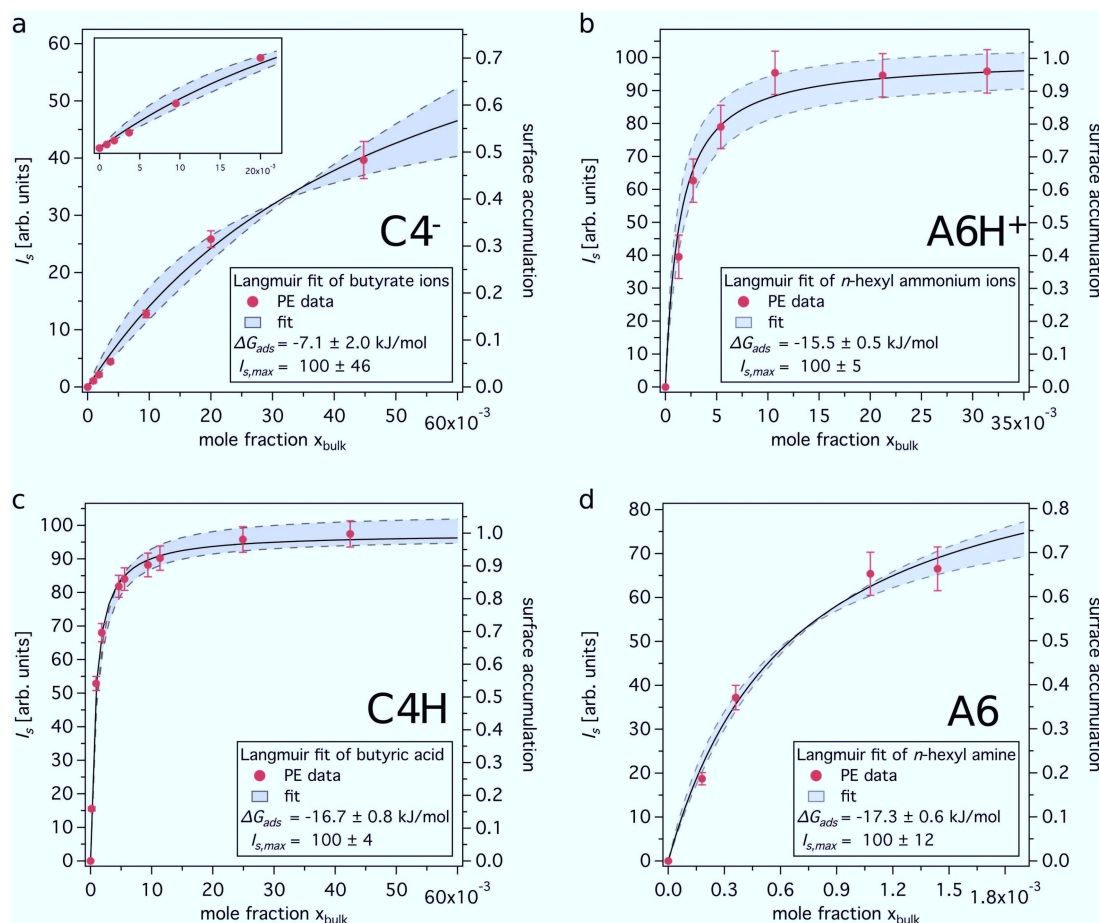 a
60
50
40
30
20
10
0
I_s [arb. units]
0
5
10
15
20x10⁻³
0.7
0.6
0.5
0.4
0.3
0.2
0.1
0.0
surface accumulation
C4⁻
Langmuir fit of butyrate ions
PE data
fit
ΔG_ads = -7.1 ± 2.0 kJ/mol
I_s,max = 100 ± 46
0
10
20
30
40
50
60x10⁻³
mole fraction x_bulk
b
100
90
80
70
60
50
40
30
20
10
0
I_s [arb. units]
1.0
0.9
0.8
0.7
0.6
0.5
0.4
0.3
0.2
0.1
0.0
surface accumulation
A6H⁺
Langmuir fit of n-hexyl ammonium ions
PE data
fit
ΔG_ads = -15.5 ± 0.5 kJ/mol
I_s,max = 100 ± 5
0
5
10
15
20
25
30
35x10⁻³
mole fraction x_bulk
c
100
90
80
70
60
50
40
30
20
10
0
I_s [arb. units]
1.0
0.9
0.8
0.7
0.6
0.5
0.4
0.3
0.2
0.1
0.0
surface accumulation
C4H
Langmuir fit of butyric acid
PE data
fit
ΔG_ads = -16.7 ± 0.8 kJ/mol
I_s,max = 100 ± 4
0
10
20
30
40
50
60x10⁻³
mole fraction x_bulk
d
80
70
60
50
40
30
20
10
0
I_s [arb. units]
0.8
0.7
0.6
0.5
0.4
0.3
0.2
0.1
0.0
surface accumulation
A6
Langmuir fit of n-hexyl amine
PE data
fit
ΔG_ads = -17.3 ± 0.6 kJ/mol
I_s,max = 100 ± 12
0.0
0.3
0.6
0.9
1.2
1.5
1.8x10⁻³
mole fraction x_bulk